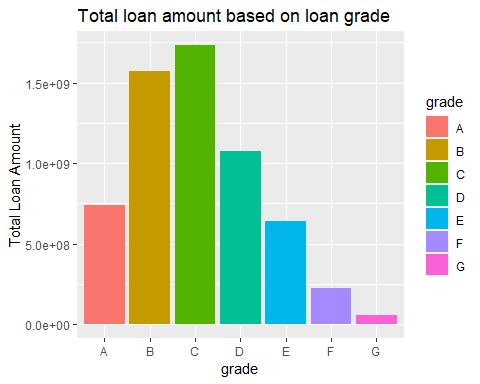 Total loan amount based on loan grade
Total Loan Amount
1.5e+09
1.0e+09
5.0e+08
0.0e+00
A B C D E F G
grade
grade
A
B
C
D
E
F
G